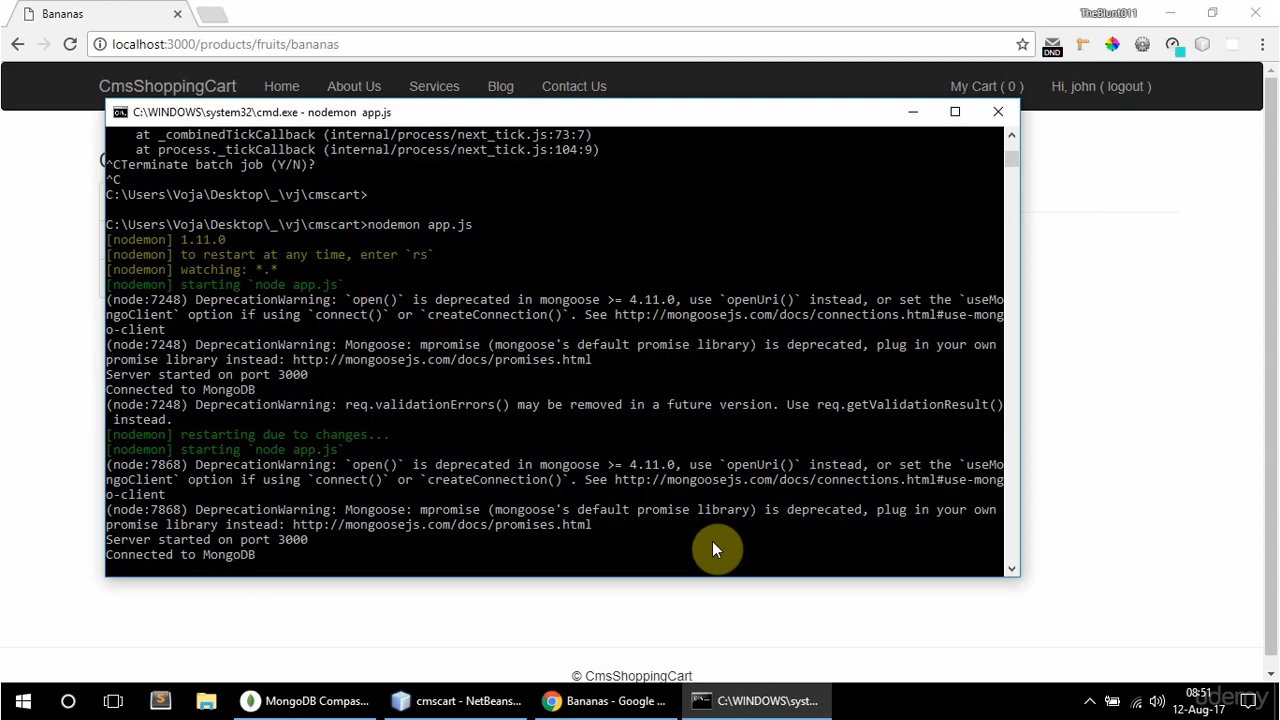 Bananas
TheBlunt011
localhost:3000/products/fruits/bananas
DND
CmsShoppingCart Home About Us Services Blog Contact Us My Cart ( 0 ) Hi, john ( logout )
C:\WINDOWS\system32\cmd.exe - nodemon app.js
at _combinedTickCallback (internal/process/next_tick.js:73:7)
at process._tickCallback (internal/process/next_tick.js:104:9)
^CTerminate batch job (Y/N)?
^C
C:\Users\Voja\Desktop\_\vj\cmscart>
C:\Users\Voja\Desktop\_\vj\cmscart>nodemon app.js
[nodemon] 1.11.0
[nodemon] to restart at any time, enter `rs`
[nodemon] watching: *.*
[nodemon] starting `node app.js`
(node:7248) DeprecationWarning: `open()` is deprecated in mongoose >= 4.11.0, use `openUri()` instead, or set the `useMo
ngoClient` option if using `connect()` or `createConnection()`. See http://mongoosejs.com/docs/connections.html#use-mong
o-client
(node:7248) DeprecationWarning: Mongoose: mpromise (mongoose's default promise library) is deprecated, plug in your own
promise library instead: http://mongoosejs.com/docs/promises.html
Server started on port 3000
Connected to MongoDB
(node:7248) DeprecationWarning: req.validationErrors() may be removed in a future version. Use req.getValidationResult()
instead.
[nodemon] restarting due to changes...
[nodemon] starting `node app.js`
(node:7868) DeprecationWarning: `open()` is deprecated in mongoose >= 4.11.0, use `openUri()` instead, or set the `useMo
ngoClient` option if using `connect()` or `createConnection()`. See http://mongoosejs.com/docs/connections.html#use-mong
o-client
(node:7868) DeprecationWarning: Mongoose: mpromise (mongoose's default promise library) is deprecated, plug in your own
promise library instead: http://mongoosejs.com/docs/promises.html
Server started on port 3000
Connected to MongoDB
© CmsShoppingCart
MongoDB Compas... cmscart - NetBeans... Bananas - Google ... C:\WINDOWS\syst... 08:51
12-Aug-17
udemy